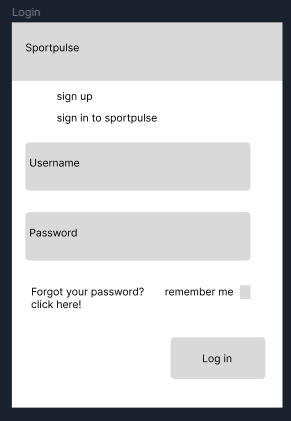 Login
Sportpulse
sign up
sign in to sportpulse
Username
Password
Forgot your password? remember me
click here!
Log in